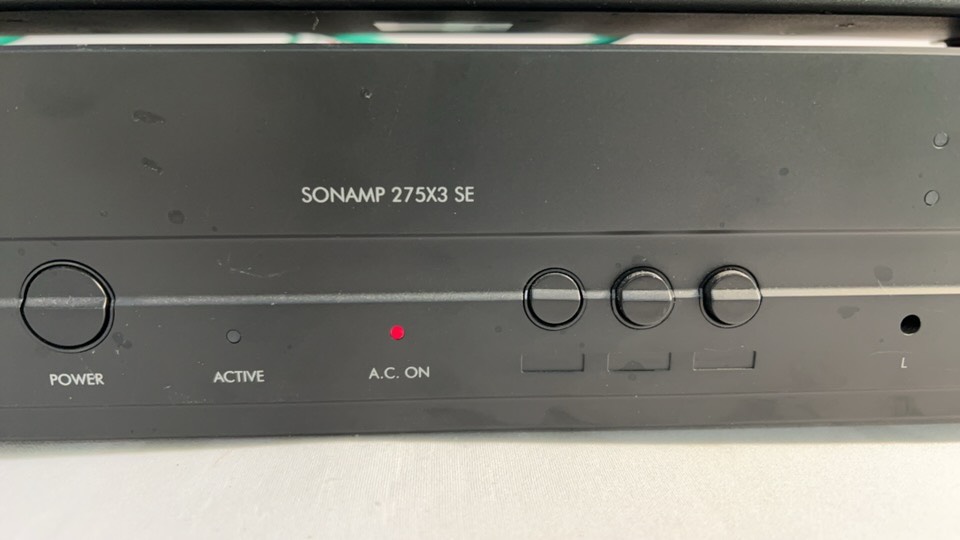 SONAMP 275X3 SE
POWER
ACTIVE
A.C. ON
L